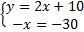 y = 2x + 10
−x = −30